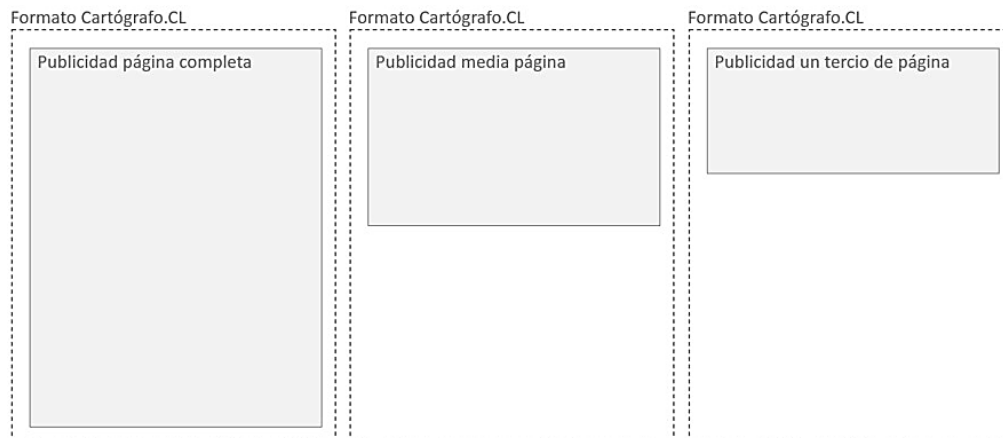 Formato Cartógrafo.CL
Publicidad página completa
Formato Cartógrafo.CL
Publicidad media página
Formato Cartógrafo.CL
Publicidad un tercio de página